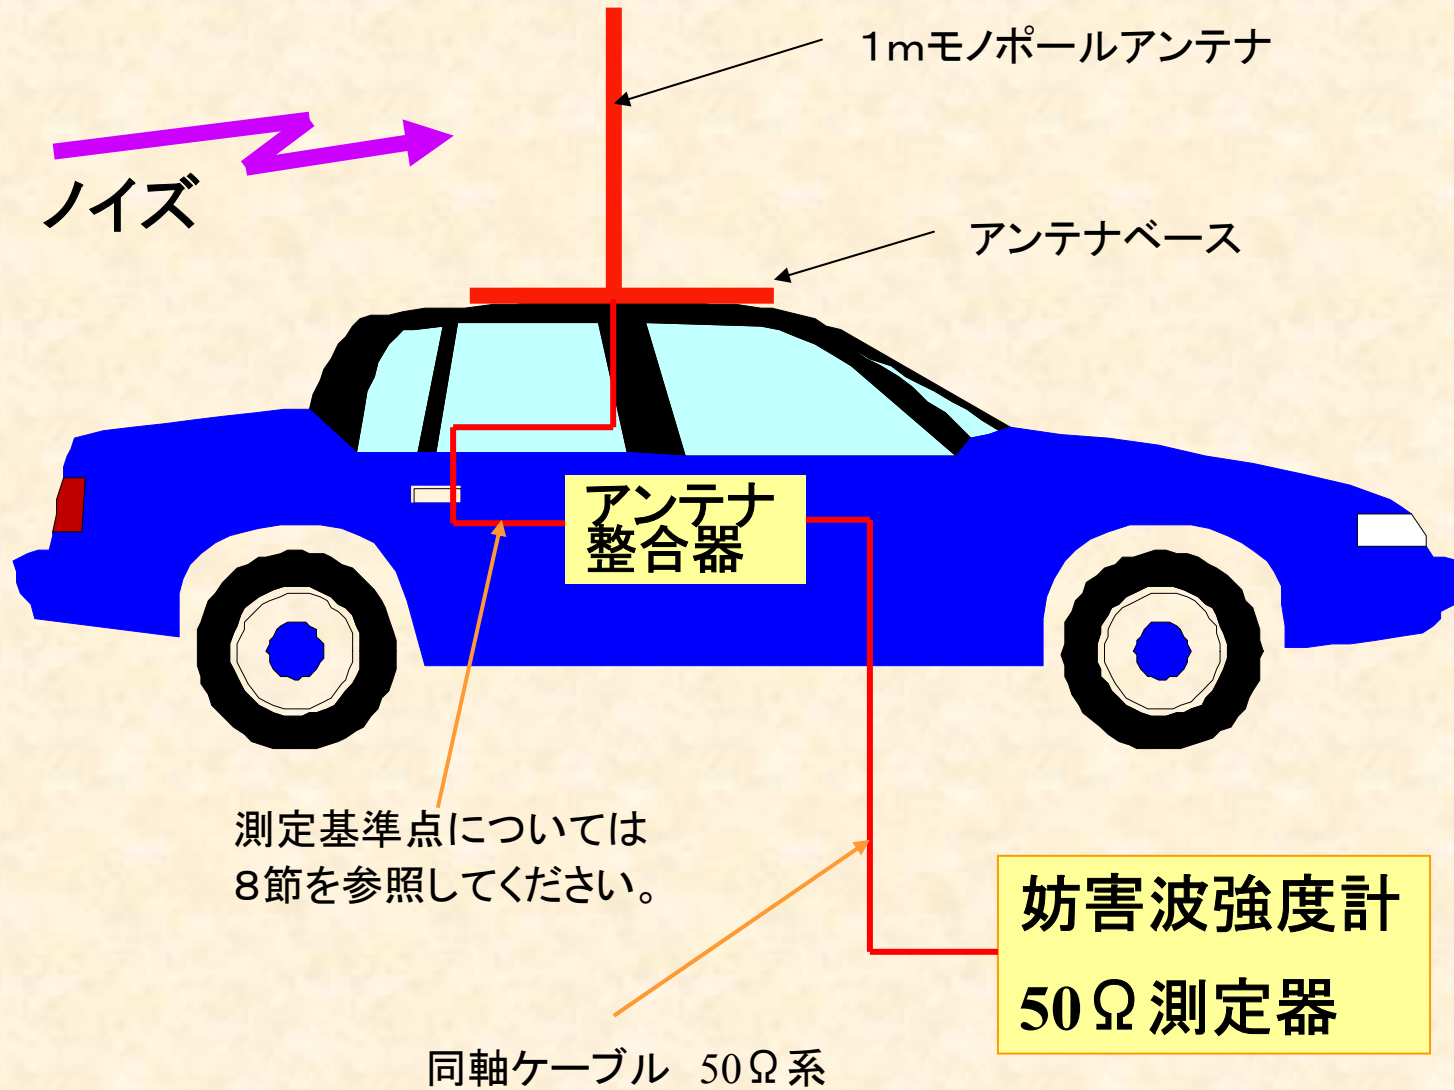 1mモノポールアンテナ
ノイズ
アンテナベース
アンテナ
整合器
測定基準点については
8節を参照してください。
妨害波強度計
50Ω測定器
同軸ケーブル 50Ω系